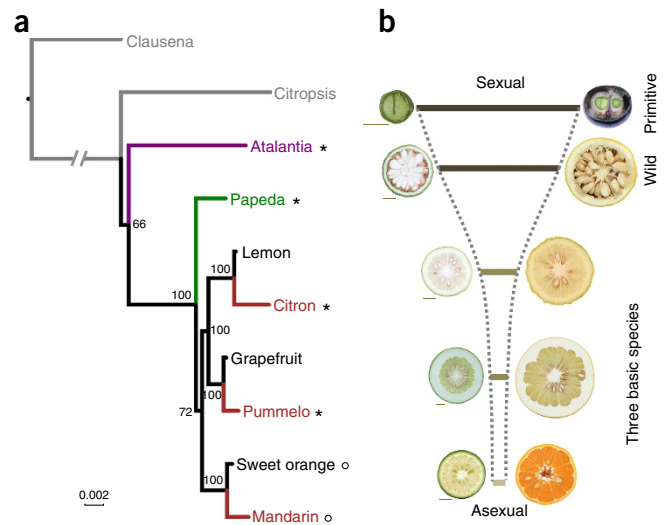 a
b
Clausena
Citropsis
Atalantia *
66
Papeda *
100
Lemon
100
Citron *
100
Grapefruit
100
Pummelo *
72
Sweet orange o
100
Mandarin o
0.002
Sexual
Primitive
Wild
Three basic species
Asexual